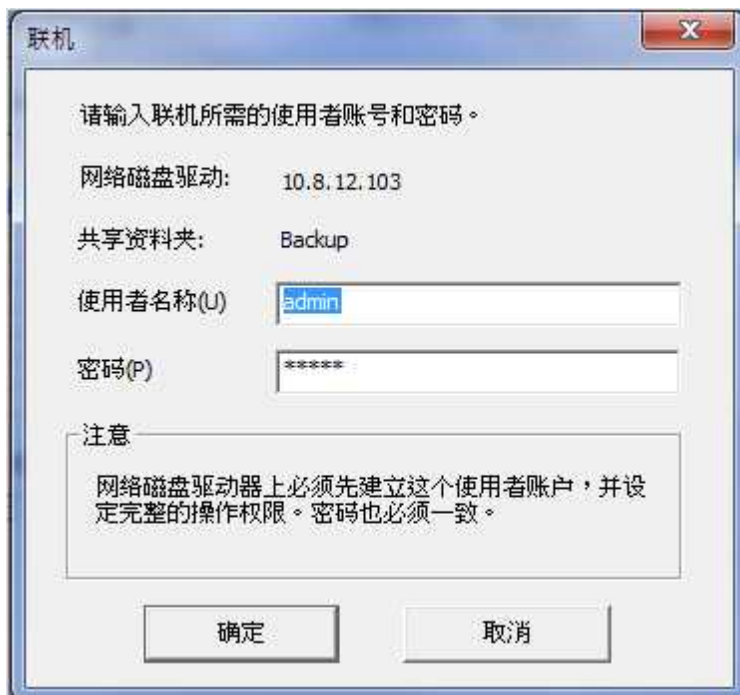 联机
请输入联机所需的使用者账号和密码。
网络磁盘驱动: 10.8.12.103
共享资料夹: Backup
使用者名称(U) admin
密码(P) *****
注意
网络磁盘驱动器上必须先建立这个使用者账户，并设
定完整的操作权限。密码也必须一致。
确定 取消